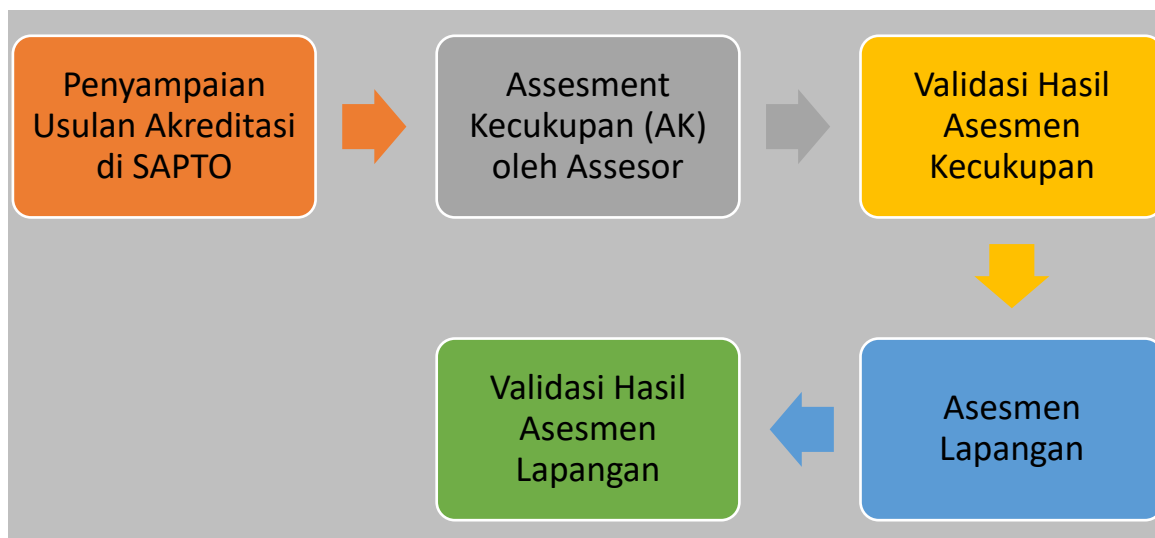 Penyampaian
Usulan Akreditasi
di SAPTO
Assesment
Kecukupan (AK)
oleh Assesor
Validasi Hasil
Asesmen
Kecukupan
Asesmen
Lapangan
Validasi Hasil
Asesmen
Lapangan